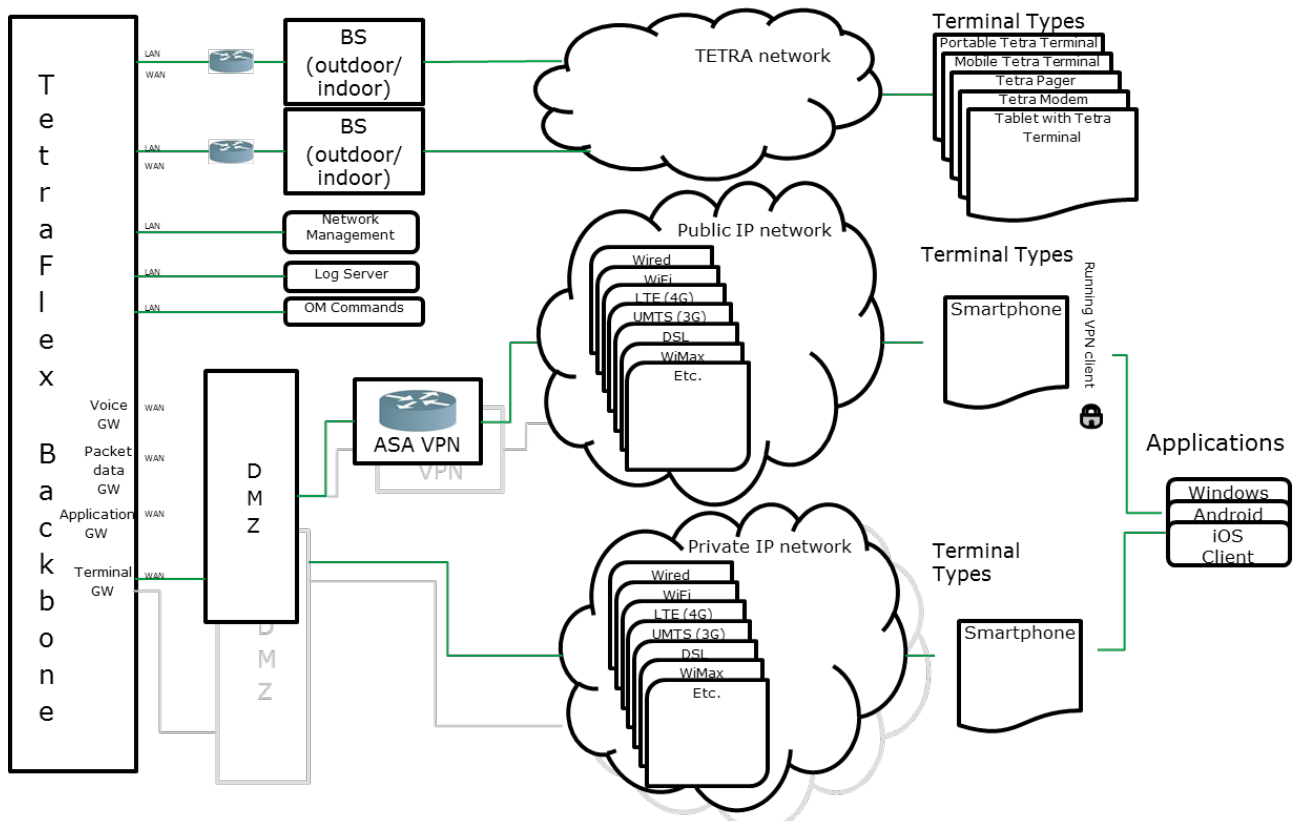 TetraFlex Backbone
LAN
WAN
BS
(outdoor/
indoor)
LAN
WAN
BS
(outdoor/
indoor)
LAN
Network
Management
LAN
Log Server
LAN
OM Commands
Voice
GW
WAN
Packet
data
GW
WAN
Application
GW
WAN
Terminal
GW
WAN
DMZ
DMZ
ASA VPN
VPN
TETRA network
Terminal Types
Portable Tetra Terminal
Mobile Tetra Terminal
Tetra Pager
Tetra Modem
Tablet with Tetra
Terminal
Public IP network
Wired
WiFi
LTE (4G)
UMTS (3G)
DSL
WiMax
Etc.
Terminal Types
Smartphone
Running VPN client
Private IP network
Wired
WiFi
LTE (4G)
UMTS (3G)
DSL
WiMax
Etc.
Terminal
Types
Smartphone
Applications
Windows
Android
iOS
Client